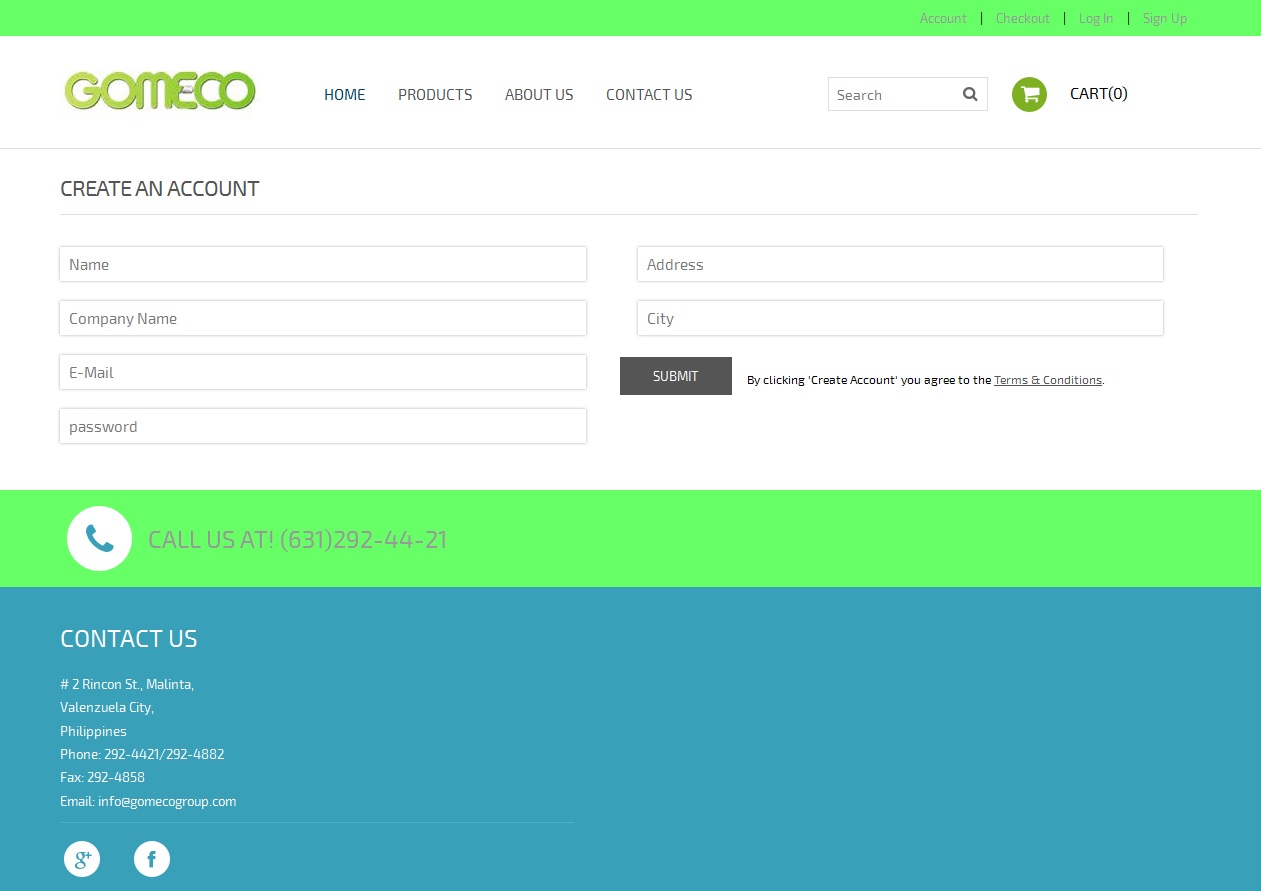 Account | Checkout | Log In | Sign Up
GOMECO
HOME PRODUCTS ABOUT US CONTACT US Search CART(0)
CREATE AN ACCOUNT
Name Address
Company Name City
E-Mail
SUBMIT By clicking 'Create Account' you agree to the Terms & Conditions.
password
CALL US AT! (631)292-44-21
CONTACT US
# 2 Rincon St., Malinta,
Valenzuela City,
Philippines
Phone: 292-4421/292-4882
Fax: 292-4858
Email: info@gomecogroup.com
g+ f